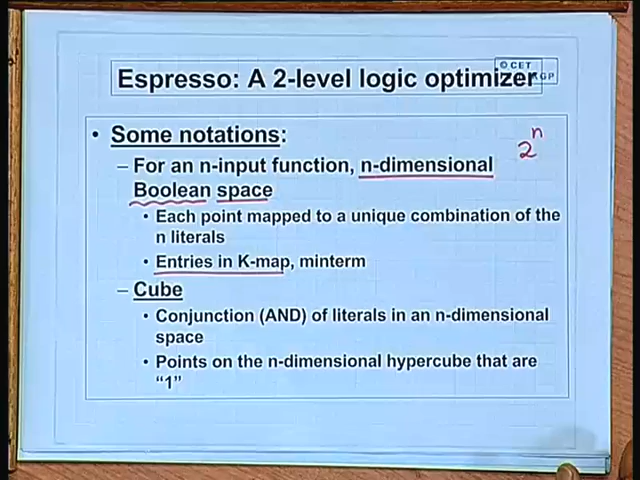 © CET
KGP
Espresso: A 2-level logic optimizer
• Some notations:
2ⁿ
– For an n-input function, n-dimensional
Boolean space
• Each point mapped to a unique combination of the
n literals
• Entries in K-map, minterm
– Cube
• Conjunction (AND) of literals in an n-dimensional
space
• Points on the n-dimensional hypercube that are
"1"